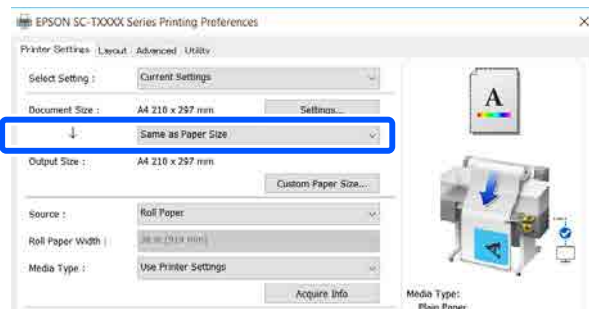 EPSON SC-TXXXX Series Printing Preferences
Printer Settings Layout Advanced Utility
Select Setting : Current Settings
Document Size : A4 210 x 297 mm Settings...
↓ Same as Paper Size
Output Size : A4 210 x 297 mm
Custom Paper Size...
Source : Roll Paper
Roll Paper Width :
Media Type : Use Printer Settings
Acquire Info
A
Media Type:
Plain Paper